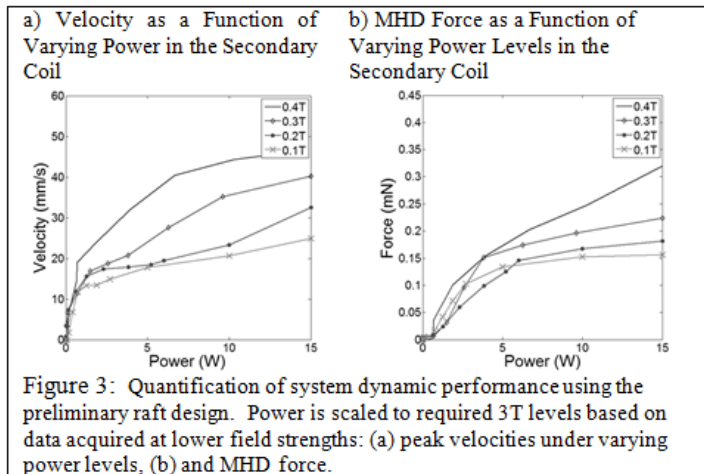 a) Velocity as a Function of
Varying Power in the Secondary
Coil
b) MHD Force as a Function of
Varying Power Levels in the
Secondary Coil
60
50
40
30
20
10
0
Velocity (mm/s)
0
5
10
15
Power (W)
0.4T
0.3T
0.2T
0.1T
0.45
0.4
0.35
0.3
0.25
0.2
0.15
0.1
0.05
0
Force (mN)
0
5
10
15
Power (W)
0.4T
0.3T
0.2T
0.1T
Figure 3: Quantification of system dynamic performance using the
preliminary raft design. Power is scaled to required 3T levels based on
data acquired at lower field strengths: (a) peak velocities under varying
power levels, (b) and MHD force.